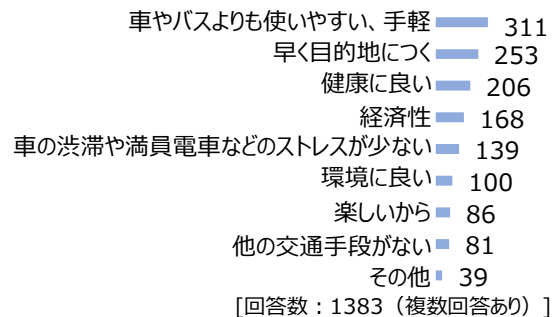 車やバスよりも使いやすい、手軽 311
早く目的地につく 253
健康に良い 206
経済性 168
車の渋滞や満員電車などのストレスが少ない 139
環境に良い 100
楽しいから 86
他の交通手段がない 81
その他 39
[回答数：1383（複数回答あり）]